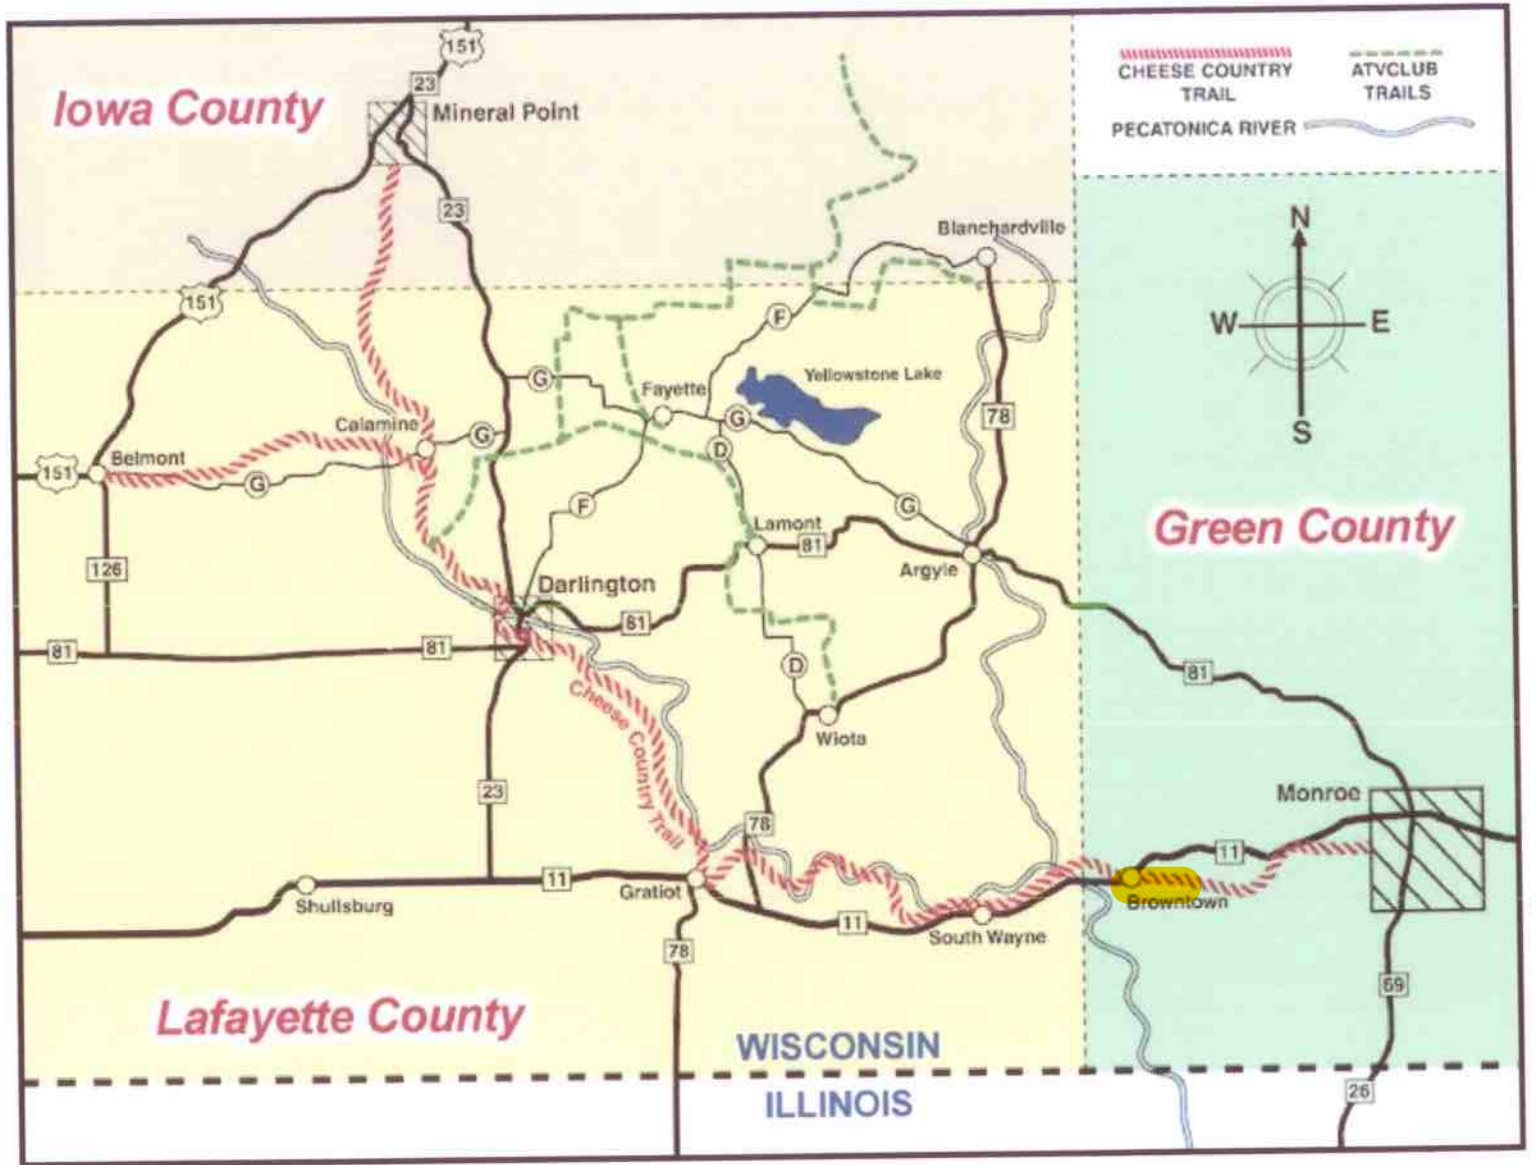 151
23
Mineral Point
Iowa County
CHEESE COUNTRY
TRAIL
ATVCLUB
TRAILS
PECATONICA RIVER
23
Blanchardville
N
W
E
S
151
F
G
Fayette
Yellowstone Lake
Calamine
G
G
78
D
151
Belmont
G
F
G
Green County
Lamont
81
126
Argyle
Darlington
81
81
81
D
81
Cheese Country Trail
Wiota
23
Monroe
78
11
11
Gratiot
Shullsburg
Browntown
11
South Wayne
78
69
Lafayette County
WISCONSIN
ILLINOIS
26